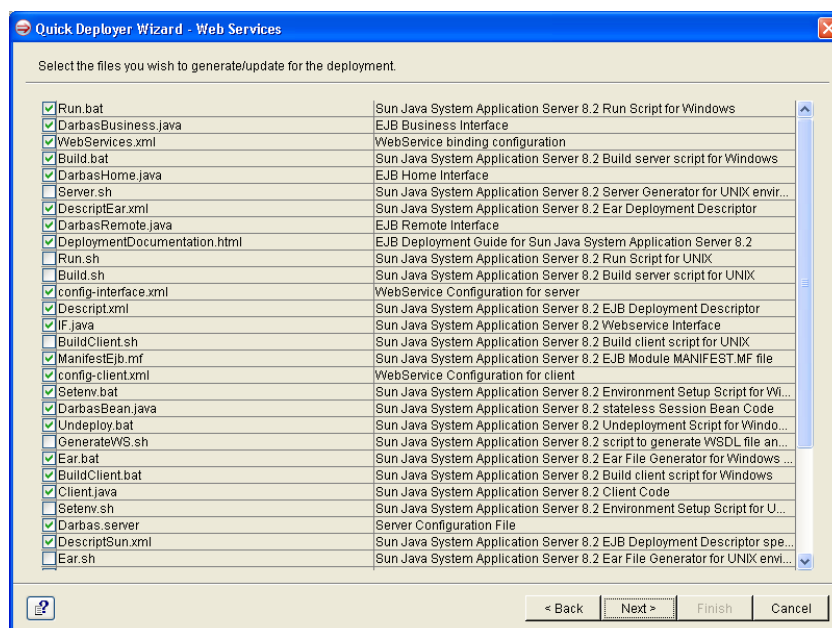 Quick Deployer Wizard - Web Services
Select the files you wish to generate/update for the deployment.
Run.bat Sun Java System Application Server 8.2 Run Script for Windows
DarbasBusiness.java EJB Business Interface
WebServices.xml WebService binding configuration
Build.bat Sun Java System Application Server 8.2 Build server script for Windows
DarbasHome.java EJB Home Interface
Server.sh Sun Java System Application Server 8.2 Server Generator for UNIX envir...
DescriptEar.xml Sun Java System Application Server 8.2 Ear Deployment Descriptor
DarbasRemote.java EJB Remote Interface
DeploymentDocumentation.html EJB Deployment Guide for Sun Java System Application Server 8.2
Run.sh Sun Java System Application Server 8.2 Run Script for UNIX
Build.sh Sun Java System Application Server 8.2 Build server script for UNIX
config-interface.xml WebService Configuration for server
Descript.xml Sun Java System Application Server 8.2 EJB Deployment Descriptor
IF.java Sun Java System Application Server 8.2 Webservice Interface
BuildClient.sh Sun Java System Application Server 8.2 Build client script for UNIX
ManifestEjb.mf Sun Java System Application Server 8.2 EJB Module MANIFEST.MF file
config-client.xml WebService Configuration for client
Setenv.bat Sun Java System Application Server 8.2 Environment Setup Script for Wi...
DarbasBean.java Sun Java System Application Server 8.2 stateless Session Bean Code
Undeploy.bat Sun Java System Application Server 8.2 Undeployment Script for Windo...
GenerateWS.sh Sun Java System Application Server 8.2 script to generate WSDL file an...
Ear.bat Sun Java System Application Server 8.2 Ear File Generator for Windows ...
BuildClient.bat Sun Java System Application Server 8.2 Build client script for Windows
Client.java Sun Java System Application Server 8.2 Client Code
Setenv.sh Sun Java System Application Server 8.2 Environment Setup Script for U...
Darbas.server Server Configuration File
DescriptSun.xml Sun Java System Application Server 8.2 EJB Deployment Descriptor spe...
Ear.sh Sun Java System Application Server 8.2 Ear File Generator for UNIX envi...
< Back Next > Finish Cancel